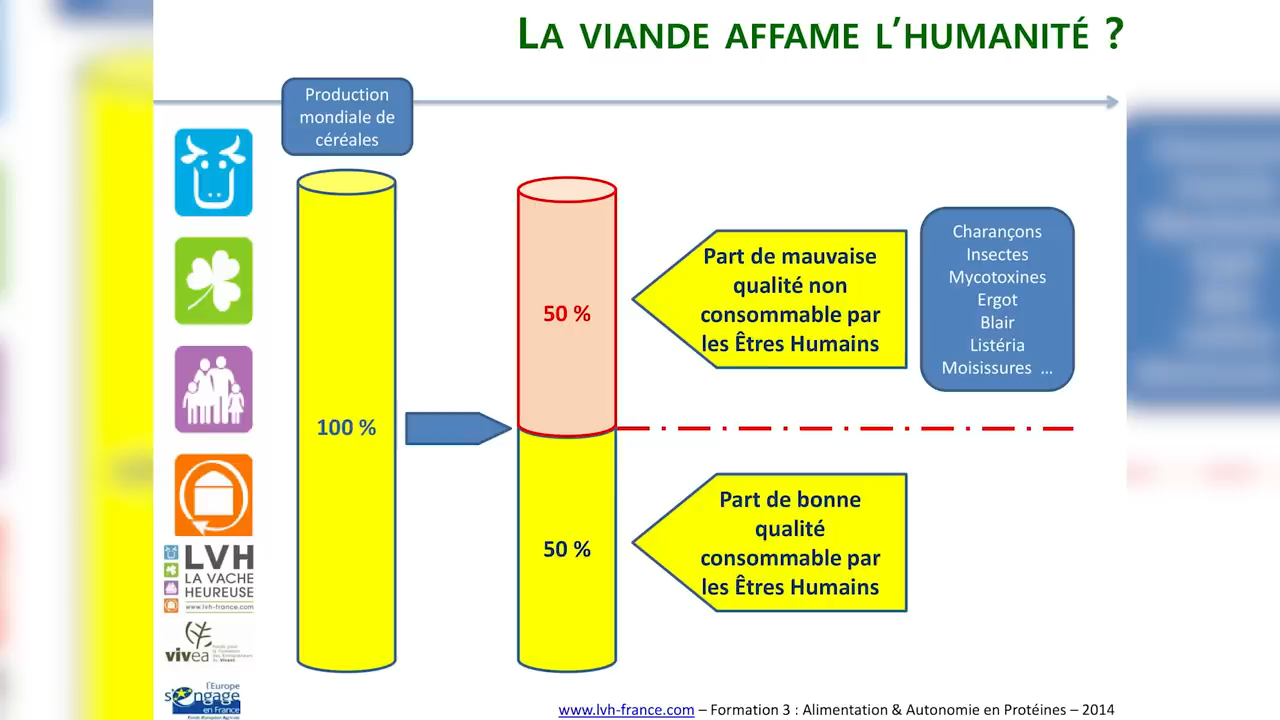 LA VIANDE AFFAME L'HUMANITÉ ?
Production
mondiale de
céréales
100 %
50 %
50 %
Part de mauvaise
qualité non
consommable par
les Êtres Humains
Charançons
Insectes
Mycotoxines
Ergot
Blair
Listéria
Moisissures ...
Part de bonne
qualité
consommable par
les Êtres Humains
LVH
LA VACHE
HEUREUSE
www.lvh-france.com
vivea
l'Europe
s'engage
en France
www.lvh-france.com – Formation 3 : Alimentation & Autonomie en Protéines – 2014